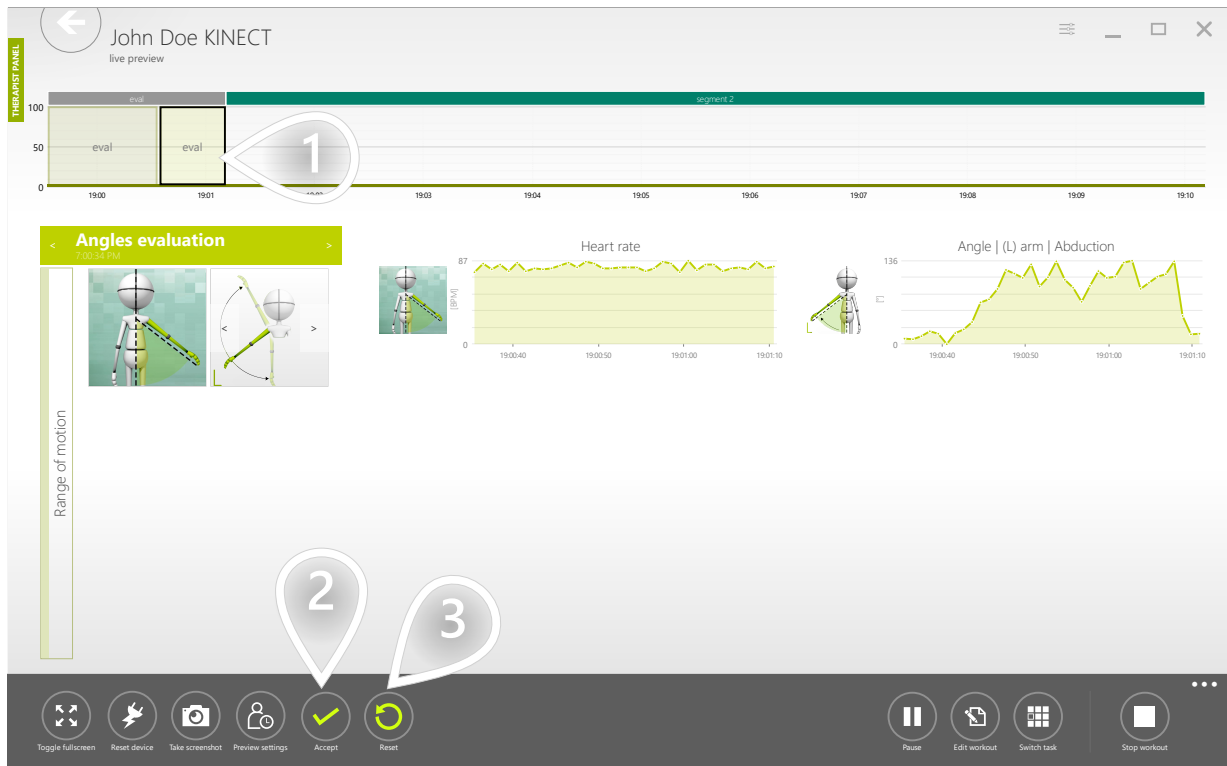 John Doe KINECT
live preview
THERAPIST PANEL
eval
segment 2
100
50
0
eval
eval
1
19:00
19:01
19:03
19:04
19:05
19:06
19:07
19:08
19:09
19:10
< Angles evaluation >
7:00:34 PM
Range of motion
< >
Heart rate
87
[BPM]
0
19:00:40
19:00:50
19:01:00
19:01:10
Angle | (L) arm | Abduction
136
[°]
0
19:00:40
19:00:50
19:01:00
19:01:10
2
3
Toggle fullscreen
Reset device
Take screenshot
Preview settings
Accept
Reset
Pause
Edit workout
Switch task
Stop workout